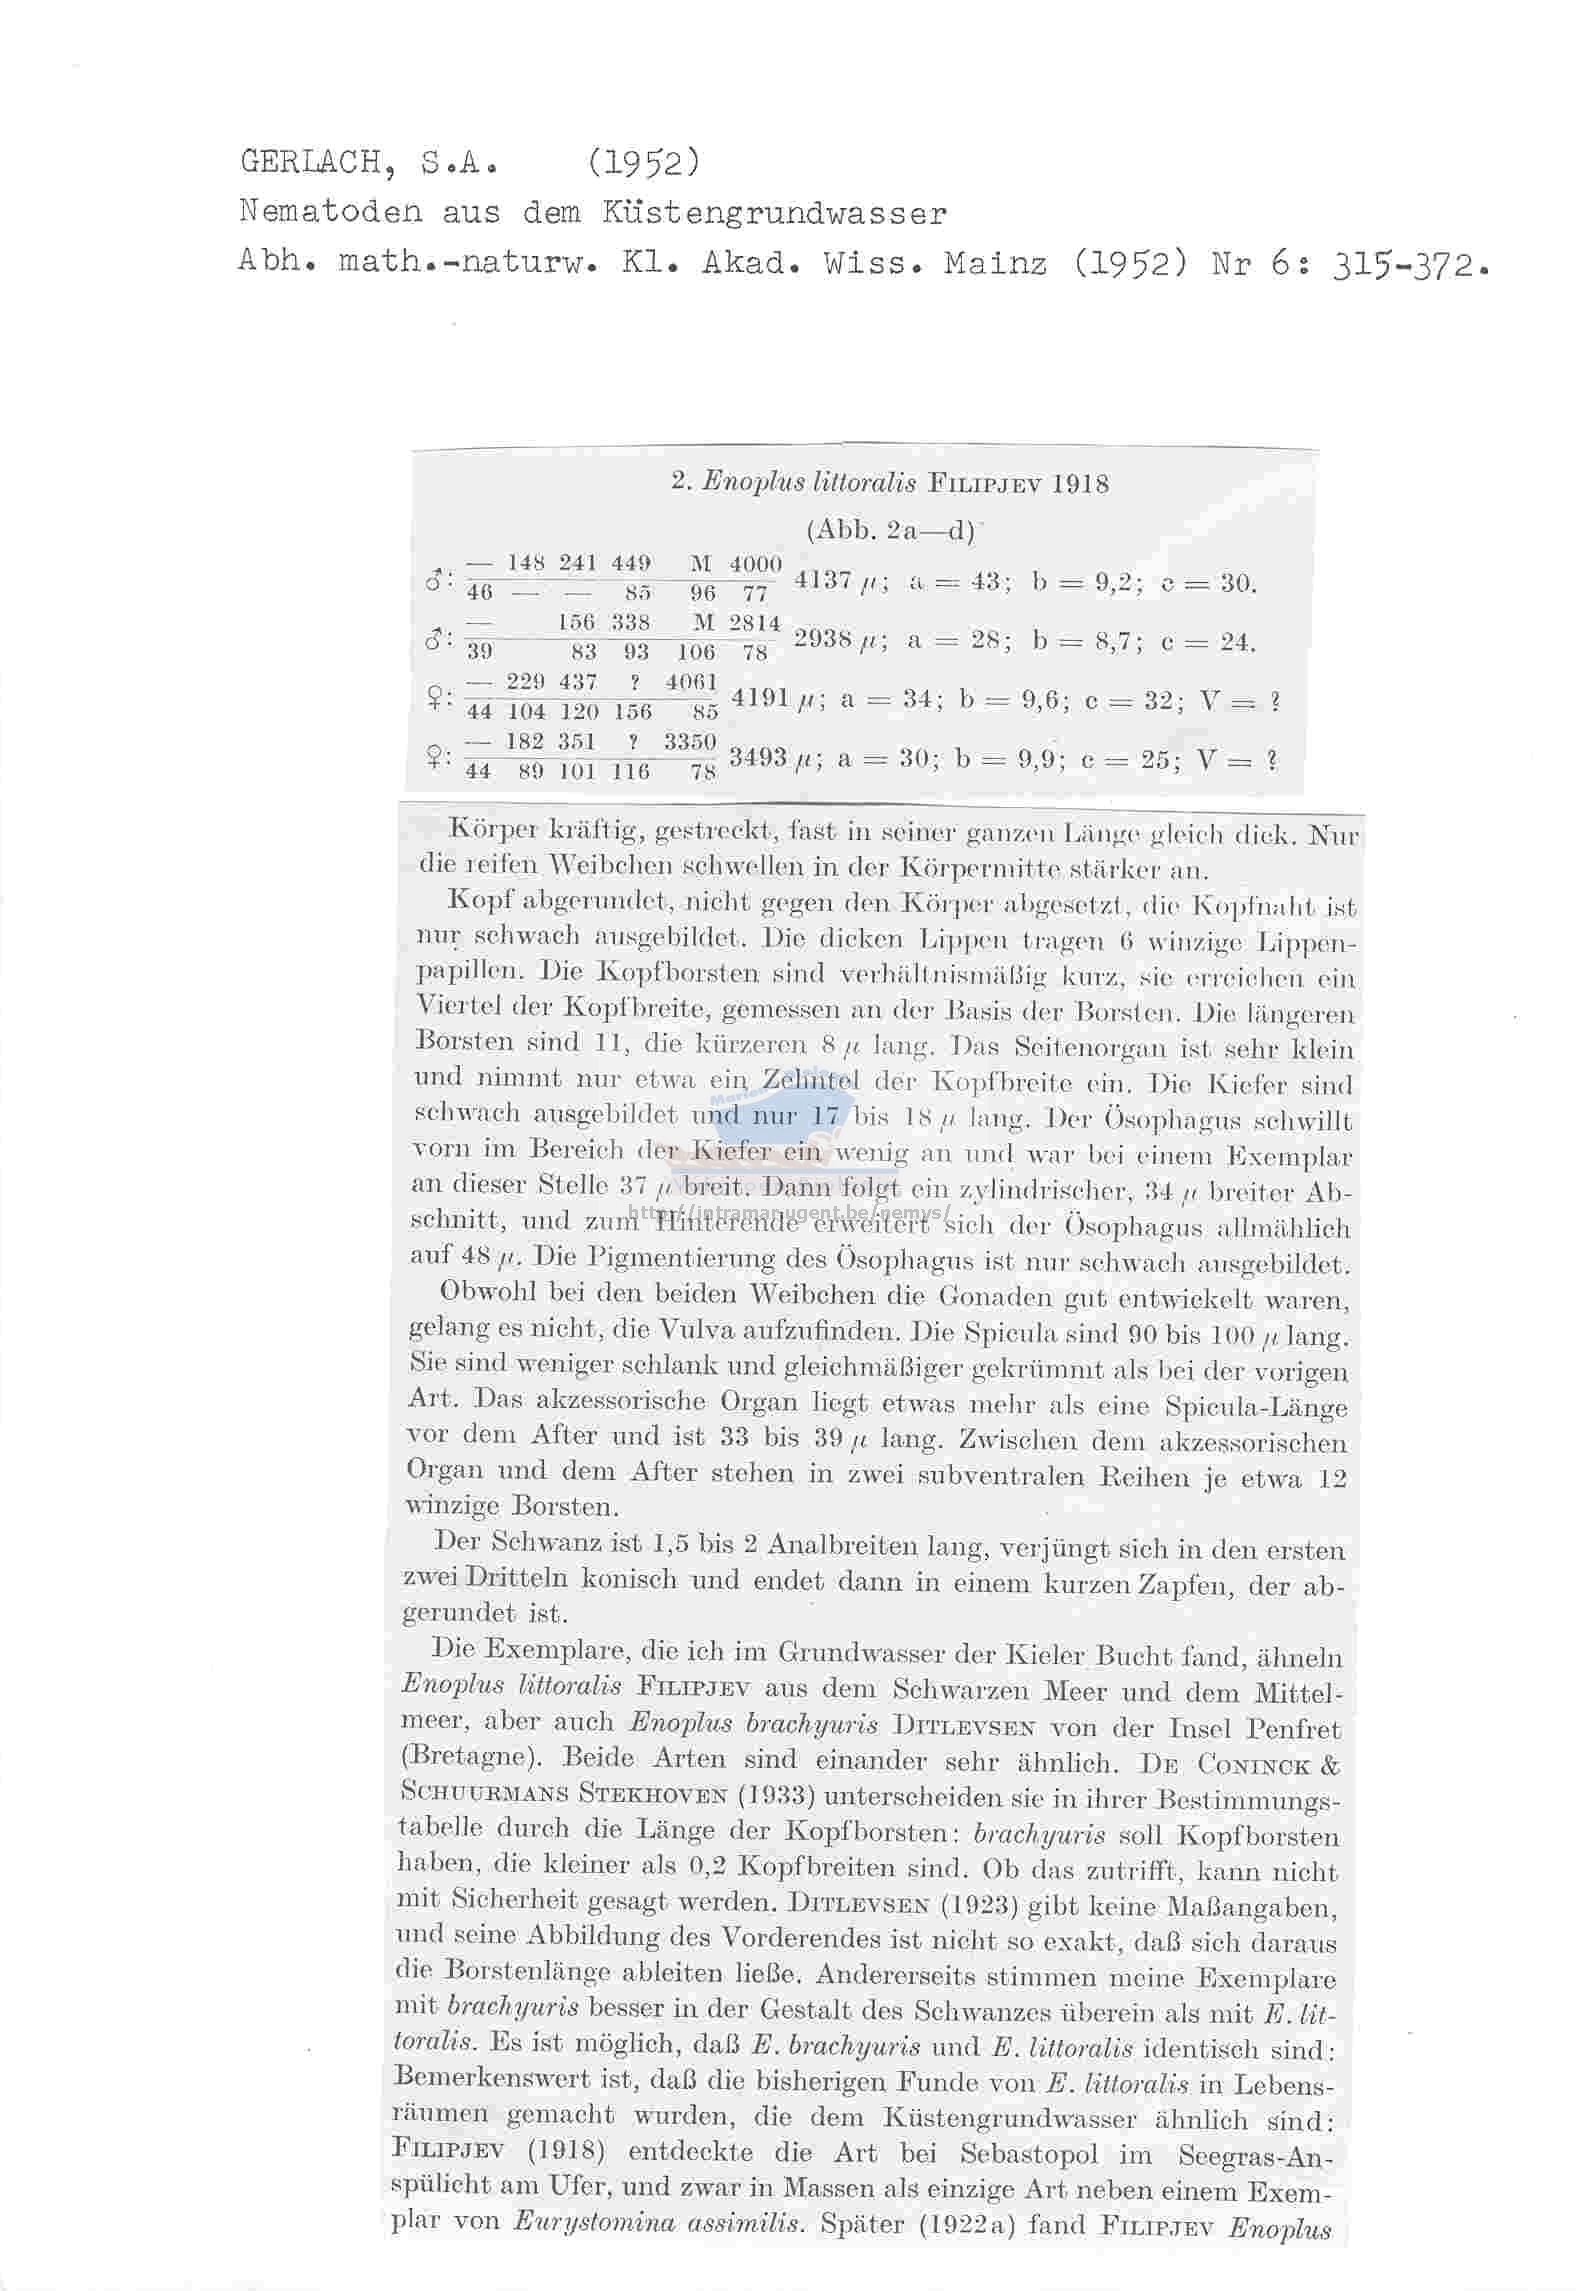 GERLACH, S.A. (1952)
Nematoden aus dem Küstengrundwasser
Abh. math.-naturw. Kl. Akad. Wiss. Mainz (1952) Nr 6: 315-372.
2. Enoplus littoralis FILIPJEV 1918
(Abb. 2a—d)
— 148 241 449 M 4000
♂: 4137 μ; a = 43; b = 9,2; c = 30.
46 — — 85 96 77
— 156 338 M 2814
♂: 2938 μ; a = 28; b = 8,7; c = 24.
39 83 93 106 78
— 229 437 ? 4061
♀: 4191 μ; a = 34; b = 9,6; c = 32; V = ?
44 104 120 156 85
— 182 351 ? 3350
♀: 3493 μ; a = 30; b = 9,9; c = 25; V = ?
44 89 101 116 78
Körper kräftig, gestreckt, fast in seiner ganzen Länge gleich dick. Nur
die reifen Weibchen schwellen in der Körpermitte stärker an.
Kopf abgerundet, nicht gegen den Körper abgesetzt, die Kopfnaht ist
nur schwach ausgebildet. Die dicken Lippen tragen 6 winzige Lippen-
papillen. Die Kopfborsten sind verhältnismäßig kurz, sie erreichen ein
Viertel der Kopfbreite, gemessen an der Basis der Borsten. Die längeren
Borsten sind 11, die kürzeren 8 μ lang. Das Seitenorgan ist sehr klein
und nimmt nur etwa ein Zehntel der Kopfbreite ein. Die Kiefer sind
schwach ausgebildet und nur 17 bis 18 μ lang. Der Ösophagus schwillt
vorn im Bereich der Kiefer ein wenig an und war bei einem Exemplar
an dieser Stelle 37 μ breit. Dann folgt ein zylindrischer, 34 μ breiter Ab-
schnitt, und zum Hinterende erweitert sich der Ösophagus allmählich
http://intramar.ugent.be/nemys/
auf 48 μ. Die Pigmentierung des Ösophagus ist nur schwach ausgebildet.
Obwohl bei den beiden Weibchen die Gonaden gut entwickelt waren,
gelang es nicht, die Vulva aufzufinden. Die Spicula sind 90 bis 100 μ lang.
Sie sind weniger schlank und gleichmäßiger gekrümmt als bei der vorigen
Art. Das akzessorische Organ liegt etwas mehr als eine Spicula-Länge
vor dem After und ist 33 bis 39 μ lang. Zwischen dem akzessorischen
Organ und dem After stehen in zwei subventralen Reihen je etwa 12
winzige Borsten.
Der Schwanz ist 1,5 bis 2 Analbreiten lang, verjüngt sich in den ersten
zwei Dritteln konisch und endet dann in einem kurzen Zapfen, der ab-
gerundet ist.
Die Exemplare, die ich im Grundwasser der Kieler Bucht fand, ähneln
Enoplus littoralis FILIPJEV aus dem Schwarzen Meer und dem Mittel-
meer, aber auch Enoplus brachyuris DITLEVSEN von der Insel Penfret
(Bretagne). Beide Arten sind einander sehr ähnlich. DE CONINCK &
SCHUURMANS STEKHOVEN (1933) unterscheiden sie in ihrer Bestimmungs-
tabelle durch die Länge der Kopfborsten: brachyuris soll Kopfborsten
haben, die kleiner als 0,2 Kopfbreiten sind. Ob das zutrifft, kann nicht
mit Sicherheit gesagt werden. DITLEVSEN (1923) gibt keine Maßangaben,
und seine Abbildung des Vorderendes ist nicht so exakt, daß sich daraus
die Borstenlänge ableiten ließe. Andererseits stimmen meine Exemplare
mit brachyuris besser in der Gestalt des Schwanzes überein als mit E. lit-
toralis. Es ist möglich, daß E. brachyuris und E. littoralis identisch sind:
Bemerkenswert ist, daß die bisherigen Funde von E. littoralis in Lebens-
räumen gemacht wurden, die dem Küstengrundwasser ähnlich sind:
FILIPJEV (1918) entdeckte die Art bei Sebastopol im Seegras-An-
spülicht am Ufer, und zwar in Massen als einzige Art neben einem Exem-
plar von Eurystomina assimilis. Später (1922a) fand FILIPJEV Enoplus